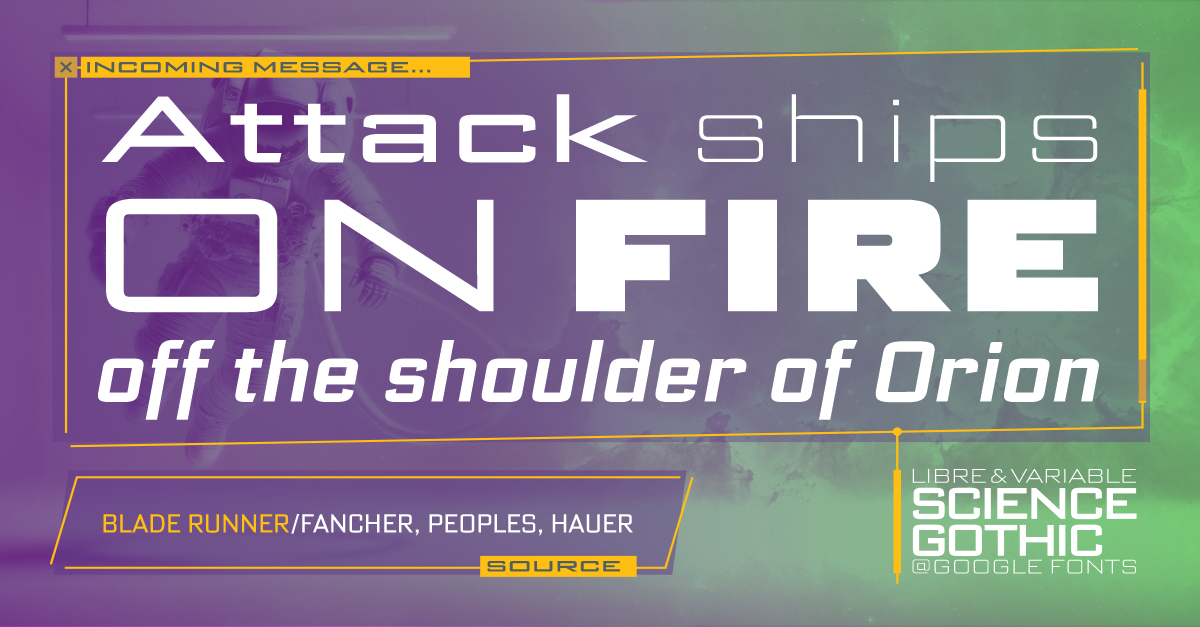 × INCOMING MESSAGE...
Attack ships
ON FIRE
off the shoulder of Orion
BLADE RUNNER/FANCHER, PEOPLES, HAUER
SOURCE
LIBRE & VARIABLE
SCIENCE
GOTHIC
@GOOGLE FONTS